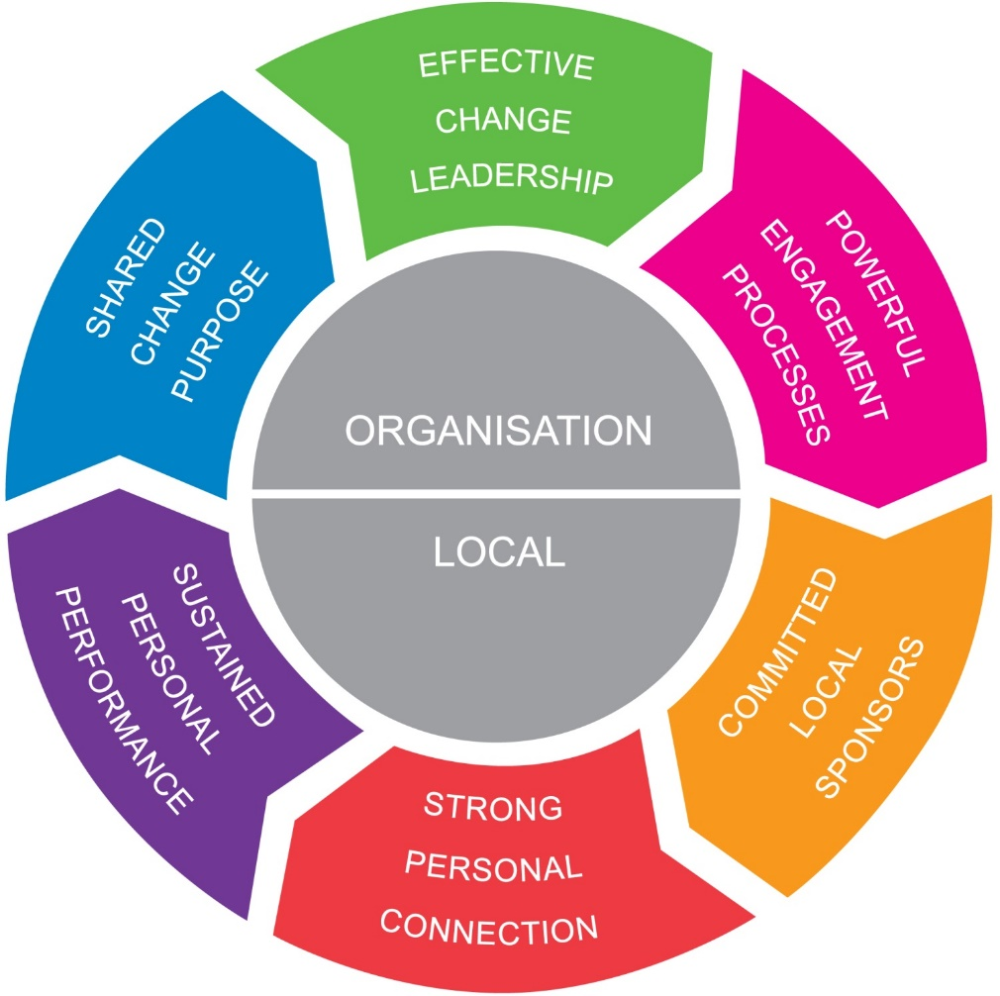 EFFECTIVE
CHANGE
LEADERSHIP
POWERFUL
ENGAGEMENT
PROCESSES
COMMITTED
LOCAL
SPONSORS
STRONG
PERSONAL
CONNECTION
SUSTAINED
PERSONAL
PERFORMANCE
SHARED
CHANGE
PURPOSE
ORGANISATION
LOCAL